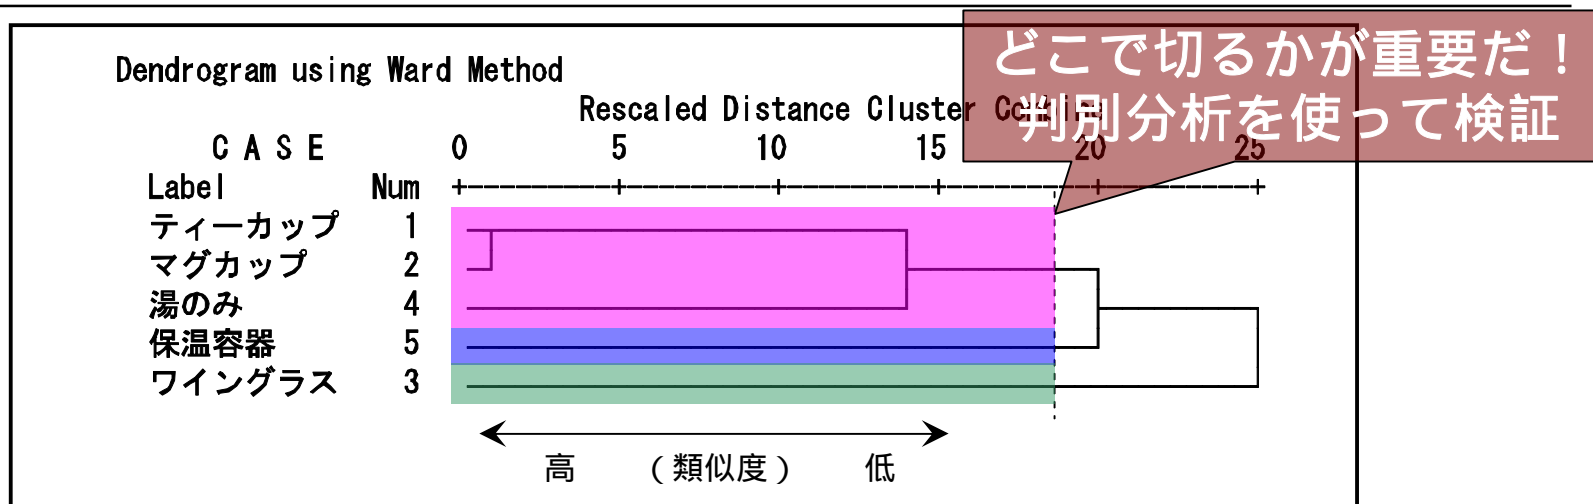 どこで切るかが重要だ！
判別分析を使って検証
Dendrogram using Ward Method
Rescaled Distance Cluster Combine
C A S E 0 5 10 15 20 25
Label Num
ティーカップ 1
マグカップ 2
湯のみ 4
保温容器 5
ワイングラス 3
高 （類似度） 低